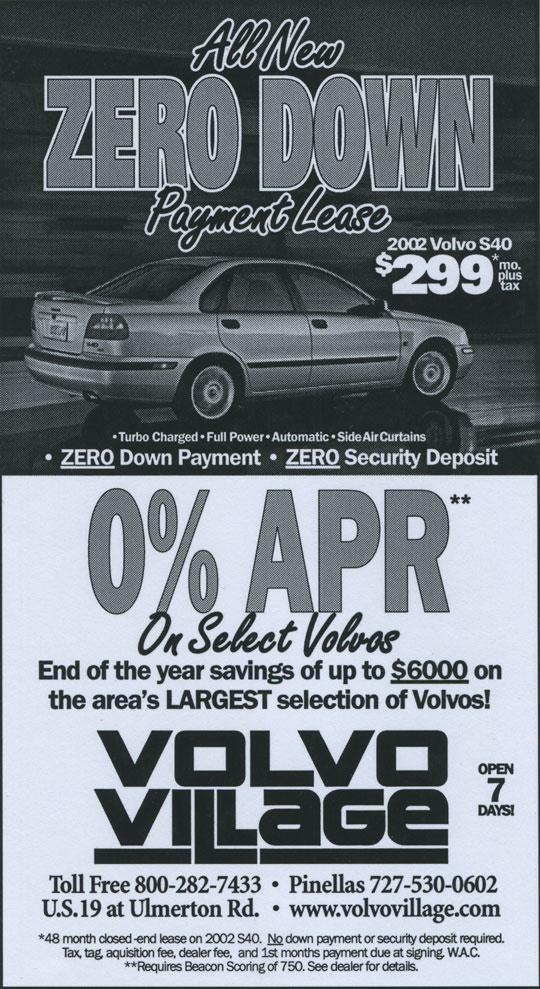 All New
ZERO DOWN
Payment Lease
2002 Volvo S40
$299* mo. plus tax
S40
• Turbo Charged • Full Power • Automatic • Side Air Curtains
• ZERO Down Payment • ZERO Security Deposit
0% APR**
On Select Volvos
End of the year savings of up to $6000 on
the area's LARGEST selection of Volvos!
VOLVO
VILLaGe
OPEN
7
DAYS!
Toll Free 800-282-7433 • Pinellas 727-530-0602
U.S.19 at Ulmerton Rd. • www.volvovillage.com
*48 month closed-end lease on 2002 S40. No down payment or security deposit required.
Tax, tag, aquisition fee, dealer fee, and 1st months payment due at signing. W.A.C.
**Requires Beacon Scoring of 750. See dealer for details.